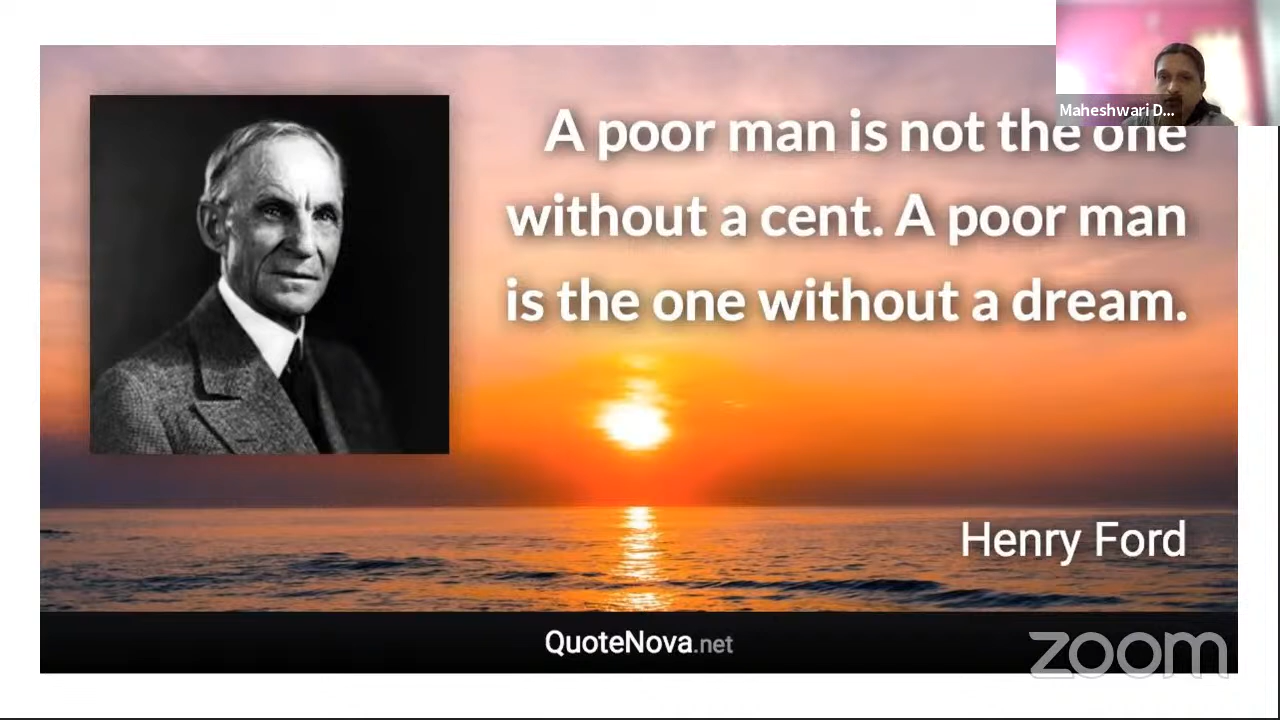 Maheshwari D...
A poor man is not the one
without a cent. A poor man
is the one without a dream.
Henry Ford
QuoteNova.net
zoom